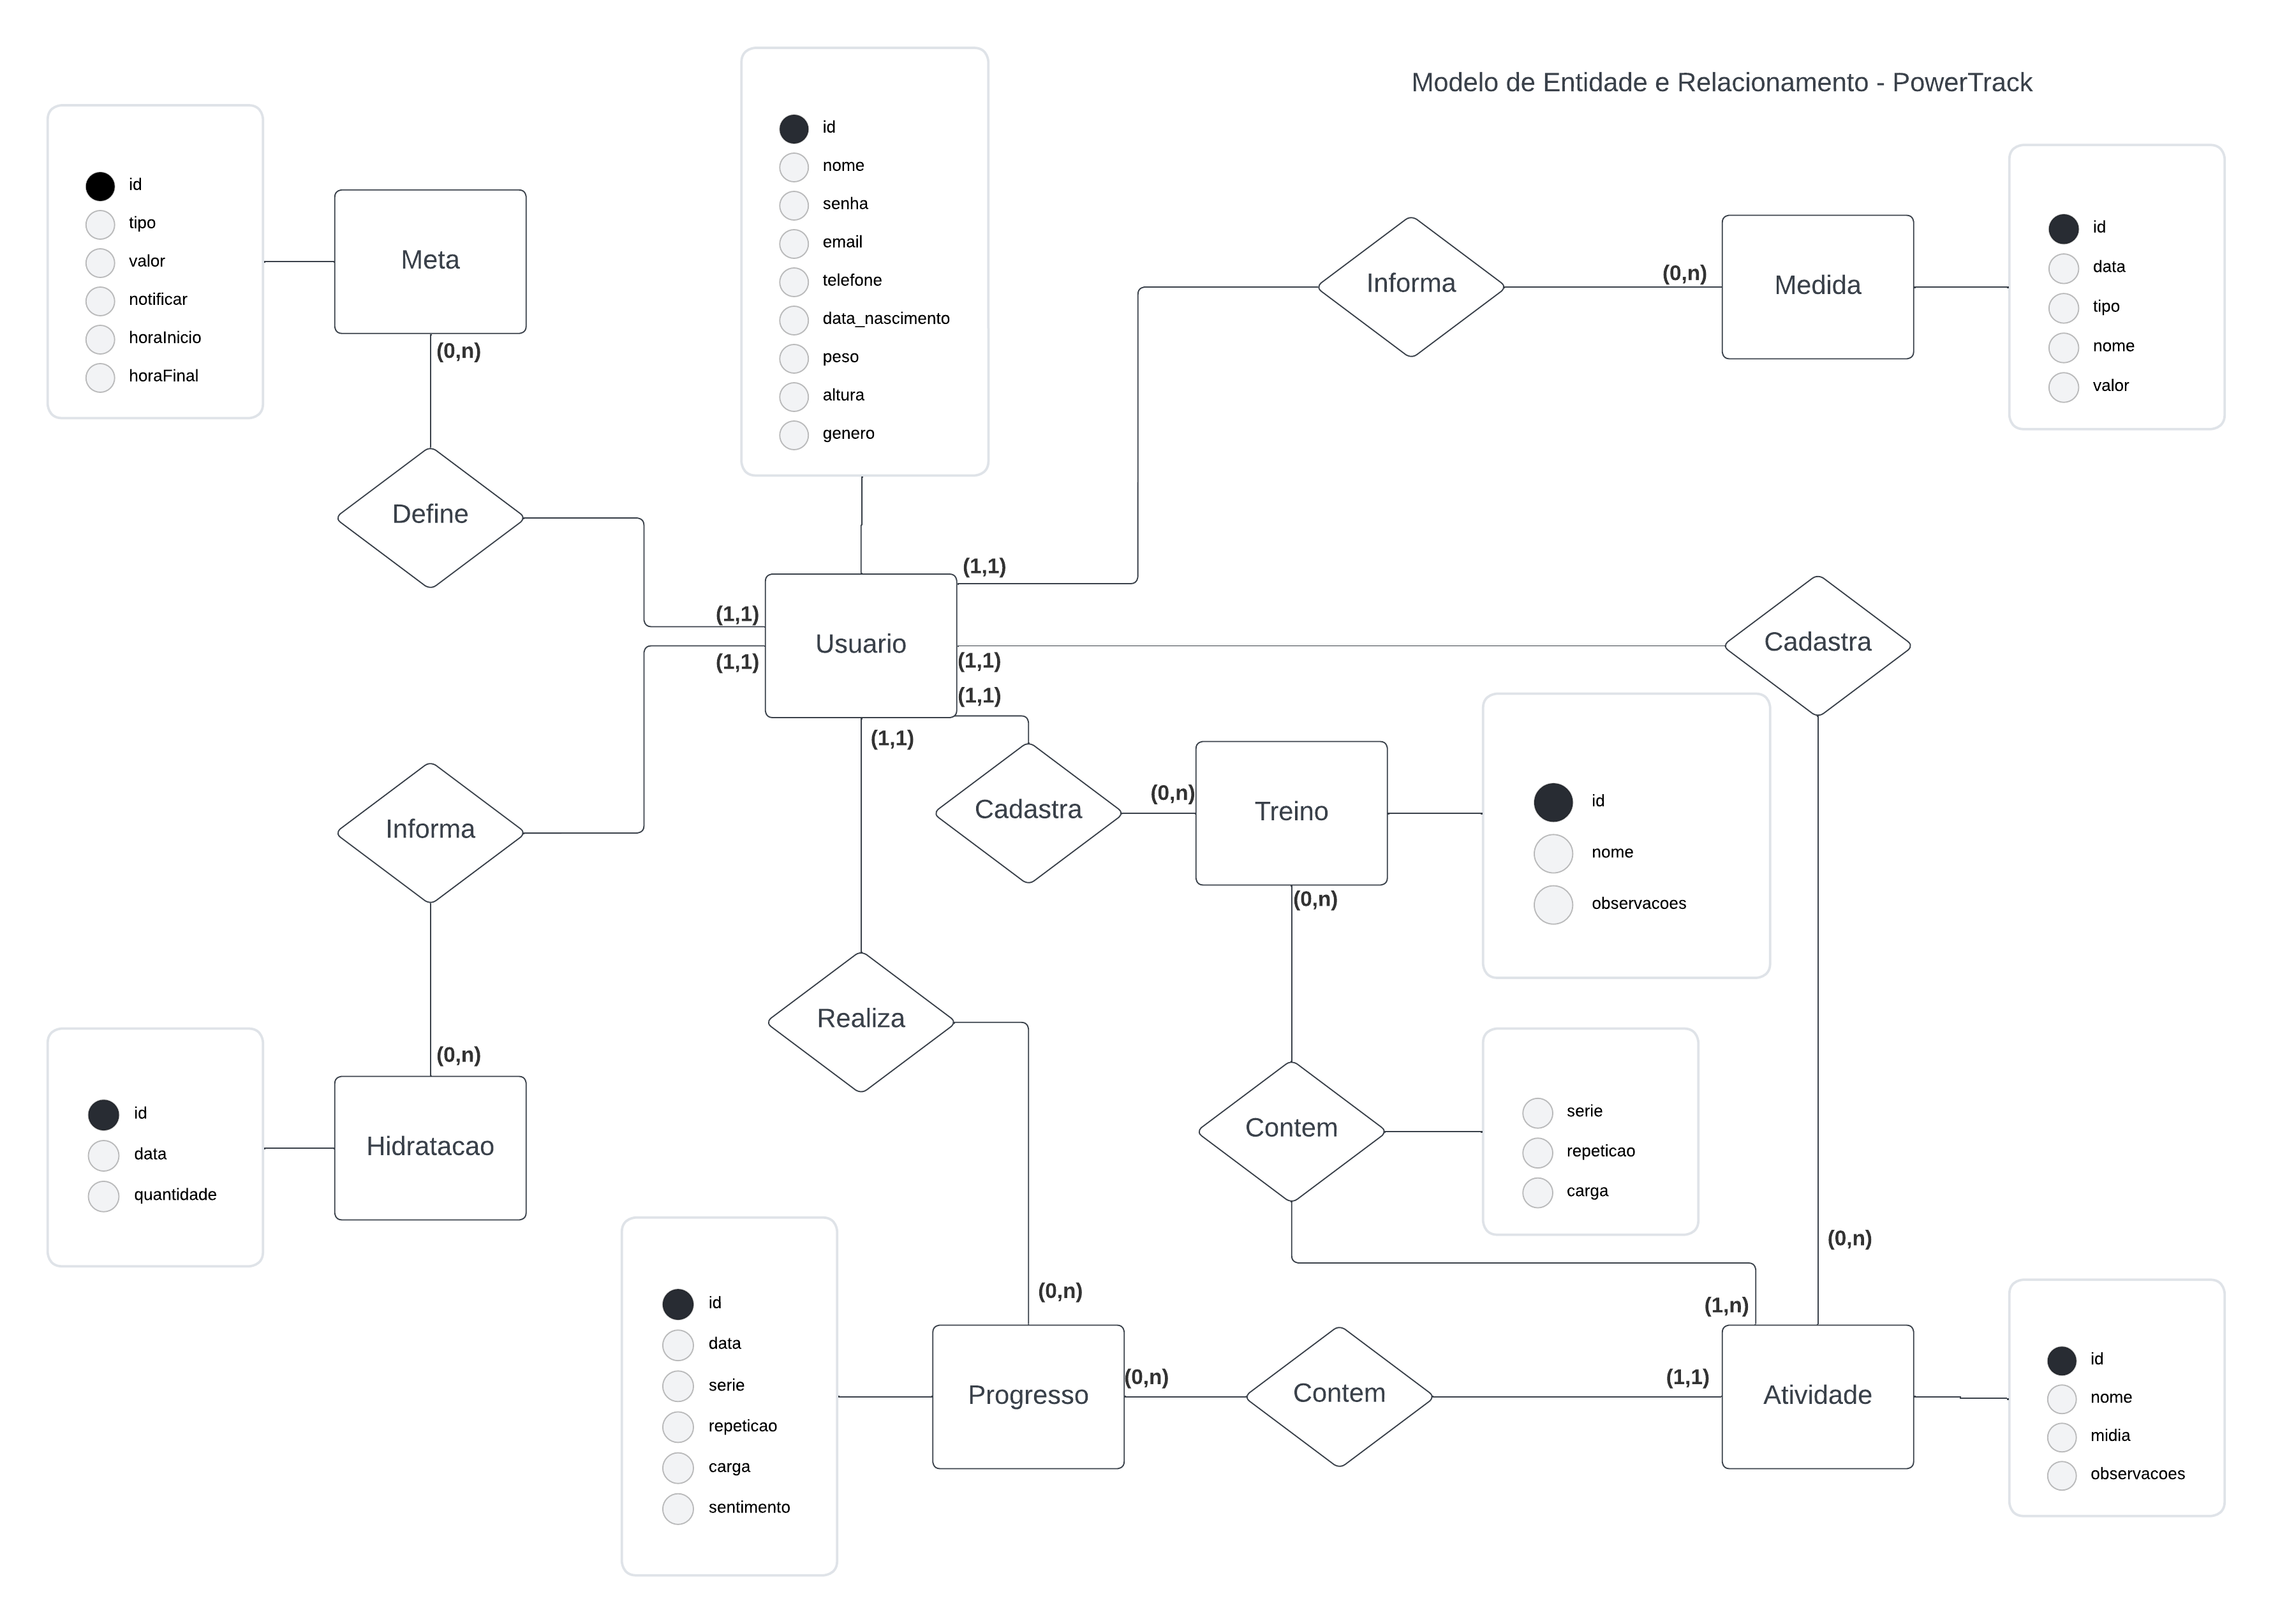 Modelo de Entidade e Relacionamento - PowerTrack
id
tipo
valor
notificar
horaInicio
horaFinal
Meta
(0,n)
Define
(1,1)
id
nome
senha
email
telefone
data_nascimento
peso
altura
genero
Usuario
(1,1)
Informa
(0,n)
Medida
id
data
tipo
nome
valor
(1,1)
Cadastra
(0,n)
(1,1)
Cadastra
(0,n)
Treino
id
nome
observacoes
(0,n)
Contem
serie
repeticao
carga
(1,n)
(1,1)
Informa
(0,n)
Hidratacao
id
data
quantidade
(1,1)
Realiza
(0,n)
id
data
serie
repeticao
carga
sentimento
Progresso
(0,n)
Contem
(1,1)
Atividade
id
nome
midia
observacoes